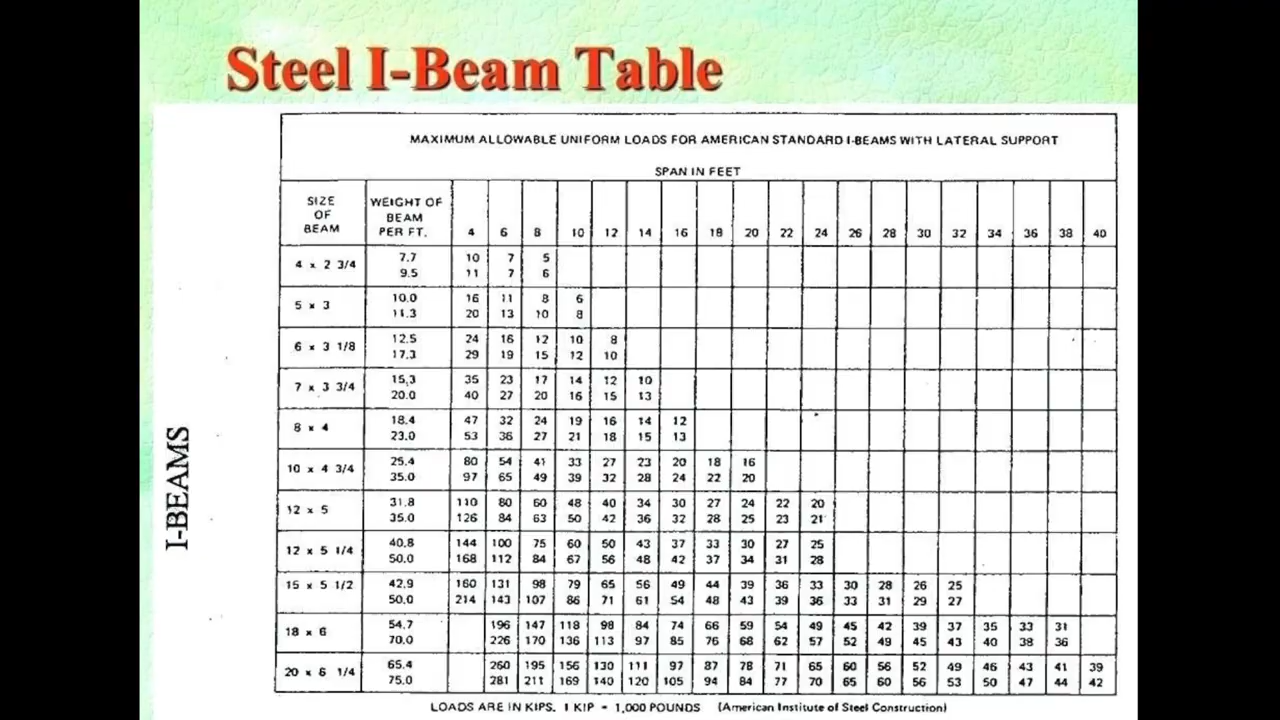 Steel I-Beam Table
MAXIMUM ALLOWABLE UNIFORM LOADS FOR AMERICAN STANDARD I-BEAMS WITH LATERAL SUPPORT
SPAN IN FEET
SIZE OF BEAM WEIGHT OF BEAM PER FT. 4 6 8 10 12 14 16 18 20 22 24 26 28 30 32 34 36 38 40
4 x 2 3/4 7.7 10 7 5
9.5 11 7 6
5 x 3 10.0 16 11 8 6
11.3 20 13 10 8
6 x 3 1/8 12.5 24 16 12 10 8
17.3 29 19 15 12 10
7 x 3 3/4 15.3 35 23 17 14 12 10
20.0 40 27 20 16 15 13
8 x 4 18.4 47 32 24 19 16 14 12
23.0 53 36 27 21 18 15 13
10 x 4 3/4 25.4 80 54 41 33 27 23 20 18 16
35.0 97 65 49 39 32 28 24 22 20
12 x 5 31.8 110 80 60 48 40 34 30 27 24 22 20
35.0 126 84 63 50 42 36 32 28 25 23 21
12 x 5 1/4 40.8 144 100 75 60 50 43 37 33 30 27 25
50.0 168 112 84 67 56 48 42 37 34 31 28
15 x 5 1/2 42.9 160 131 98 79 65 56 49 44 39 36 33 30 28 26 25
50.0 214 143 107 86 71 61 54 48 43 39 36 33 31 29 27
18 x 6 54.7 196 147 118 98 84 74 66 59 54 49 45 42 39 37 35 33 31
70.0 226 170 136 113 97 85 76 68 62 57 52 49 45 43 40 38 36
20 x 6 1/4 65.4 260 195 156 130 111 97 87 78 71 65 60 56 52 49 46 43 41 39
75.0 281 211 169 140 120 105 94 84 77 70 65 60 56 53 50 47 44 42
LOADS ARE IN KIPS. 1 KIP = 1,000 POUNDS (American Institute of Steel Construction)
I-BEAMS